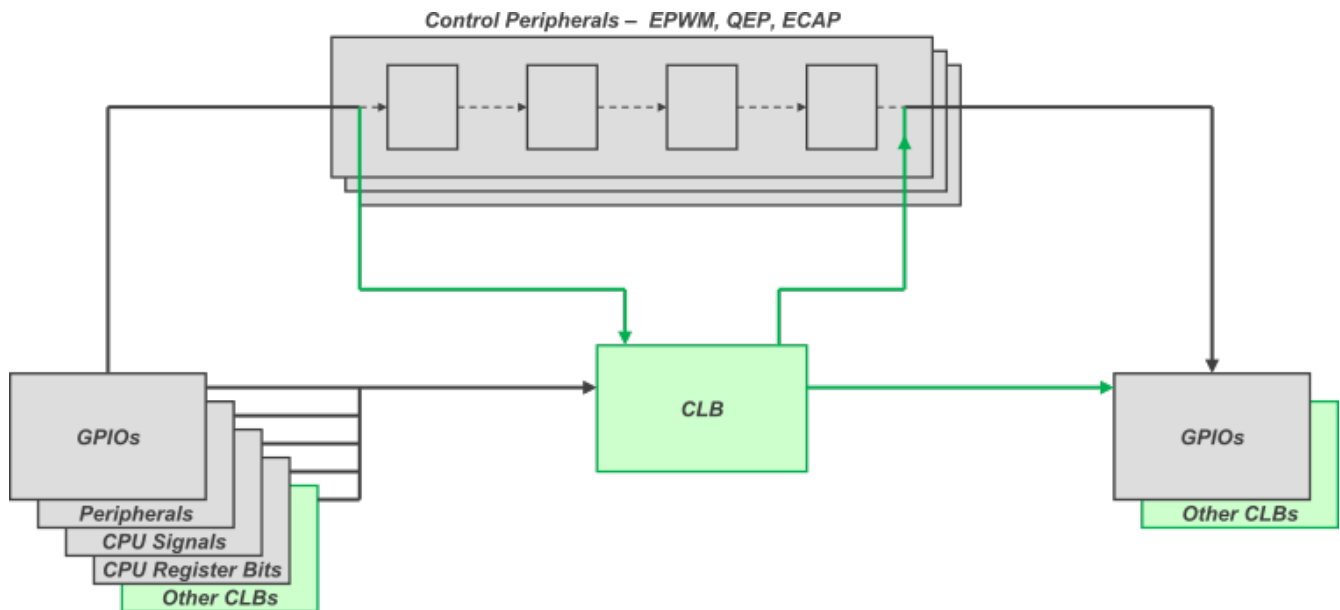 Control Peripherals – EPWM, QEP, ECAP
GPIOs
Peripherals
CPU Signals
CPU Register Bits
Other CLBs
CLB
GPIOs
Other CLBs